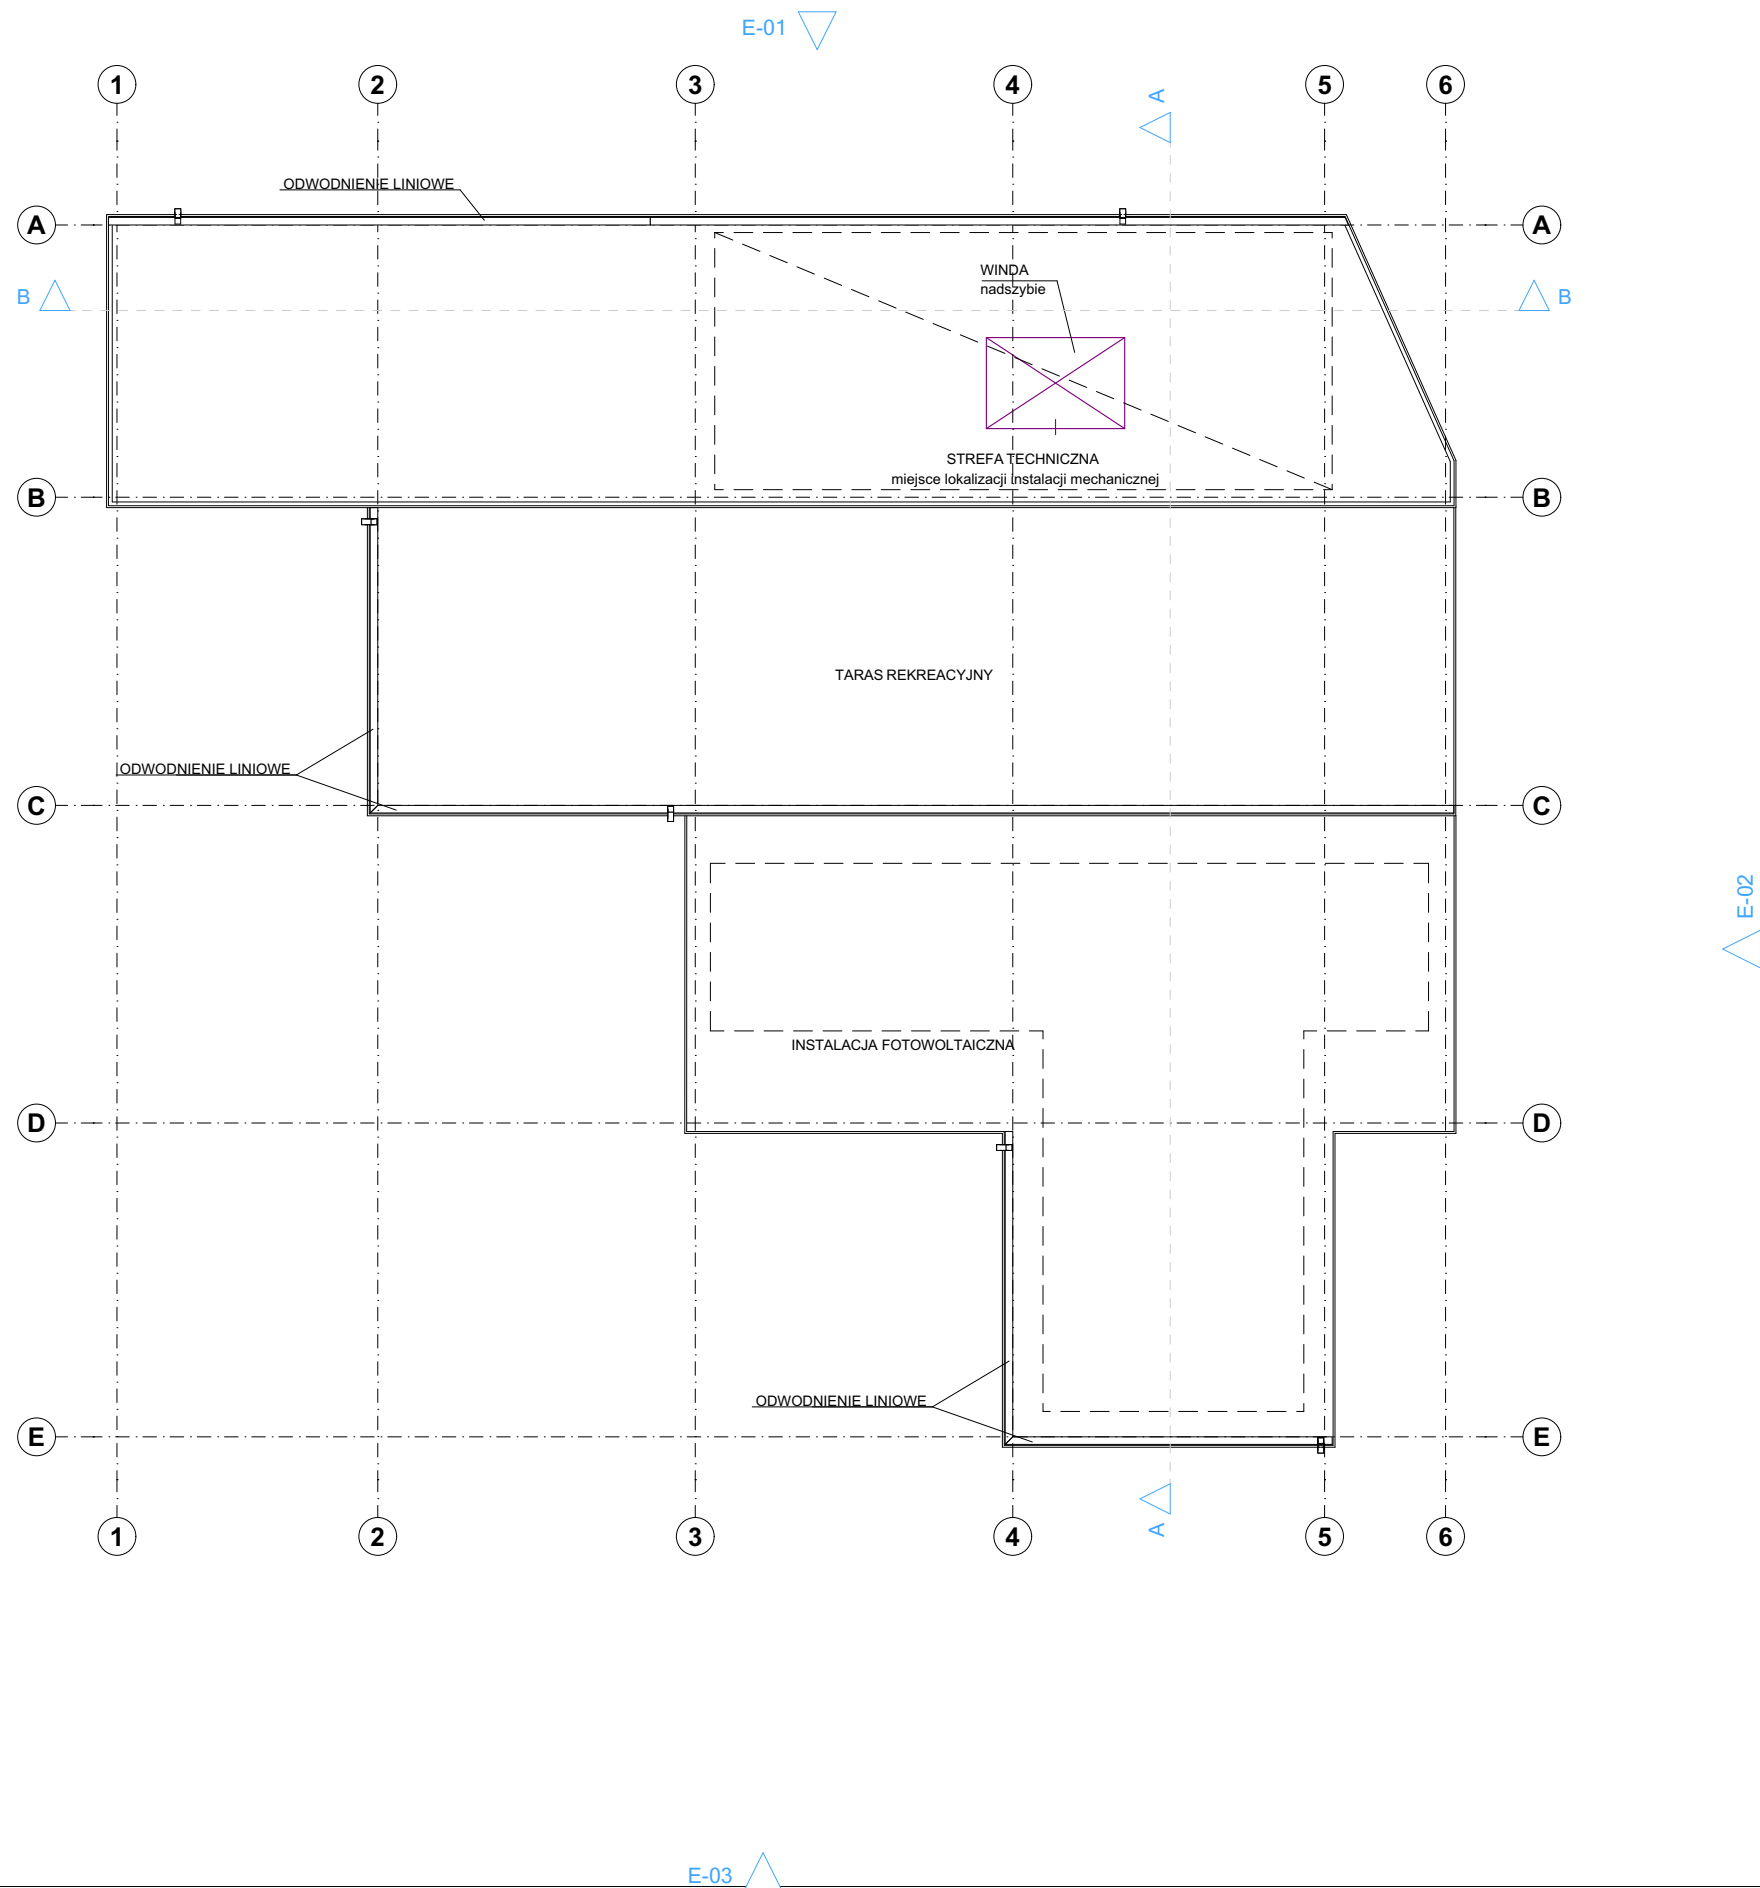 E-01
1 2 3 4 5 6
A
ODWODNIENIE LINIOWE
A A
B B
WINDA
nadszybie
STREFA TECHNICZNA
miejsce lokalizacji instalacji mechanicznej
B B
TARAS REKREACYJNY
ODWODNIENIE LINIOWE
C C
E-02
INSTALACJA FOTOWOLTAICZNA
D D
ODWODNIENIE LINIOWE
E E
A
1 2 3 4 5 6
E-03